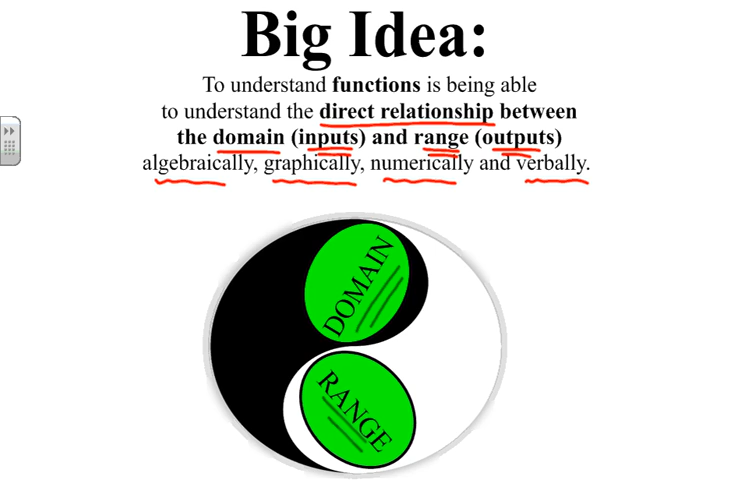 Big Idea:
To understand functions is being able
to understand the direct relationship between
the domain (inputs) and range (outputs)
algebraically, graphically, numerically and verbally.
DOMAIN
RANGE